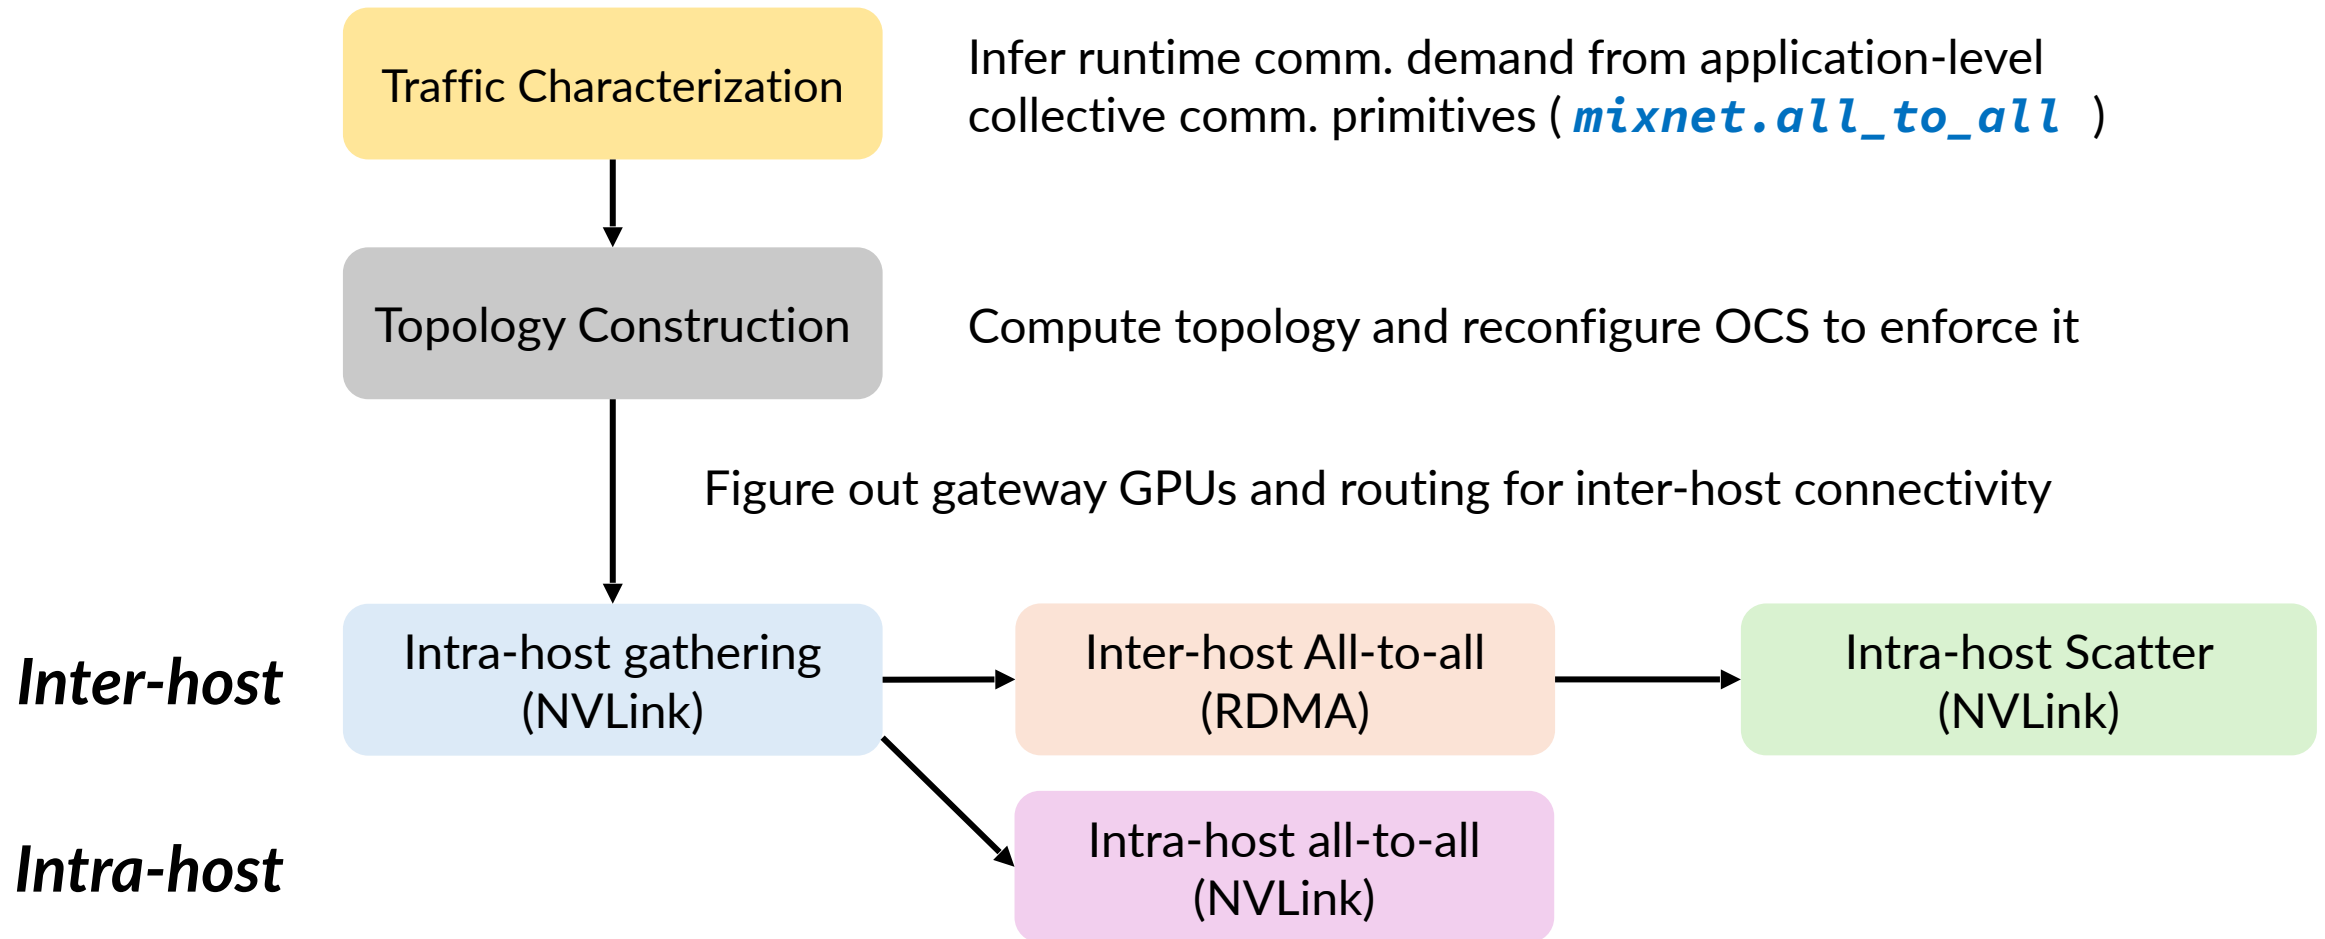 Traffic Characterization
Infer runtime comm. demand from application-level
collective comm. primitives ( mixnet.all_to_all )
Topology Construction
Compute topology and reconfigure OCS to enforce it
Figure out gateway GPUs and routing for inter-host connectivity
Inter-host
Intra-host gathering
(NVLink)
Inter-host All-to-all
(RDMA)
Intra-host Scatter
(NVLink)
Intra-host
Intra-host all-to-all
(NVLink)